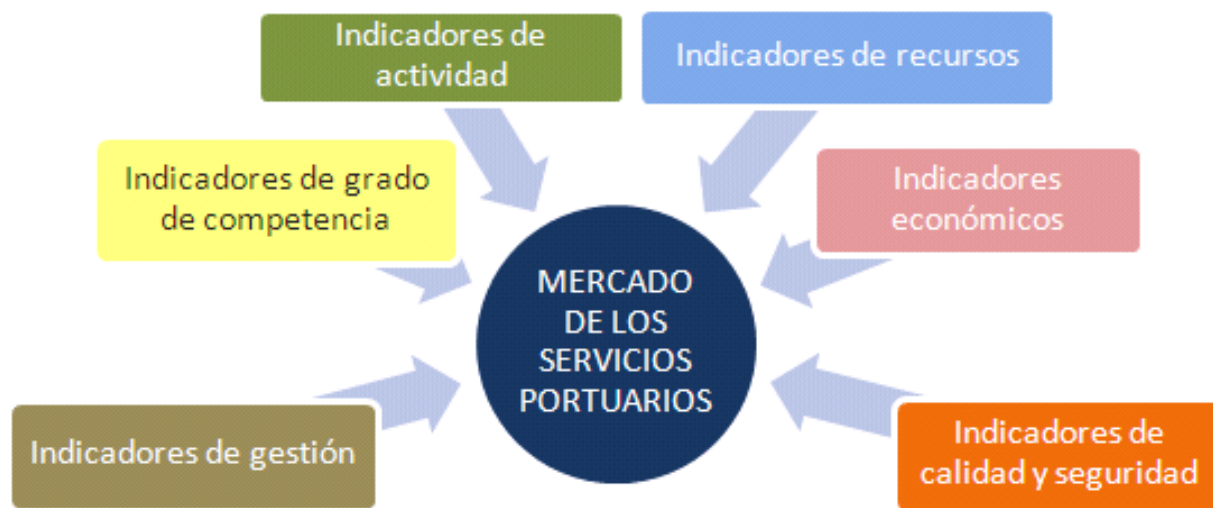 Indicadores de
actividad
Indicadores de recursos
Indicadores de grado
de competencia
Indicadores
económicos
MERCADO
DE LOS
SERVICIOS
PORTUARIOS
Indicadores de gestión
Indicadores de
calidad y seguridad